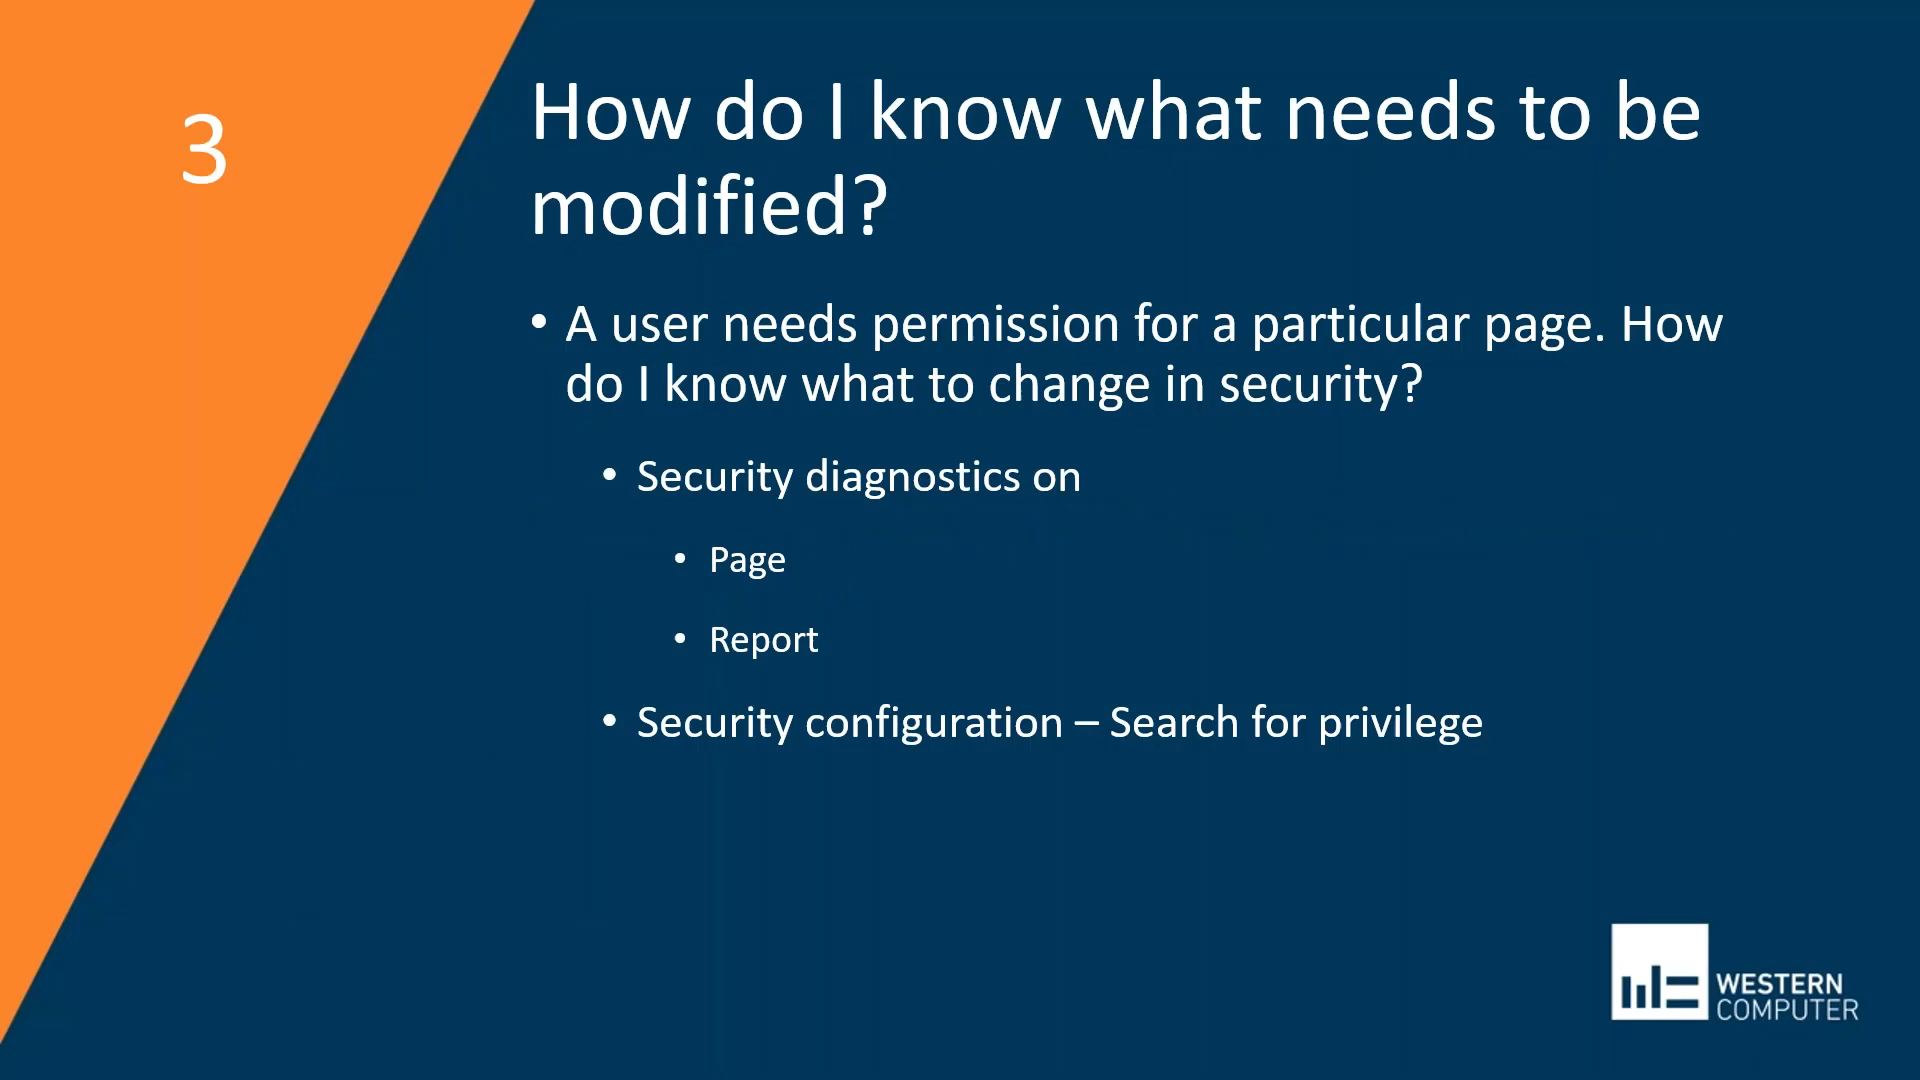 3
How do I know what needs to be
modified?
• A user needs permission for a particular page. How
do I know what to change in security?
• Security diagnostics on
• Page
• Report
• Security configuration – Search for privilege
WESTERN
COMPUTER